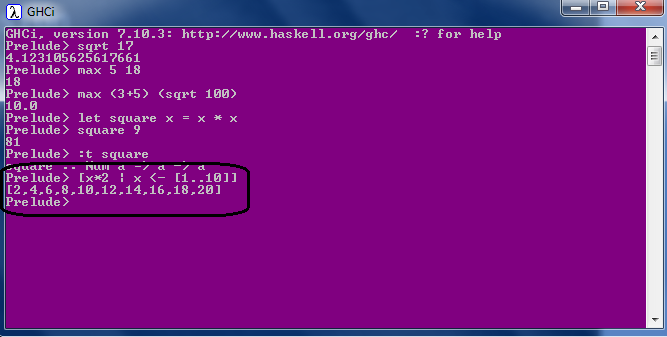 GHCi
GHCi, version 7.10.3: http://www.haskell.org/ghc/  :? for help
Prelude> sqrt 17
4.123105625617661
Prelude> max 5 18
18
Prelude> max (3+5) (sqrt 100)
10.0
Prelude> let square x = x * x
Prelude> square 9
81
Prelude> :t square
square :: Num a -> a -> a
Prelude> [x*2 | x <- [1..10]]
[2,4,6,8,10,12,14,16,18,20]
Prelude>